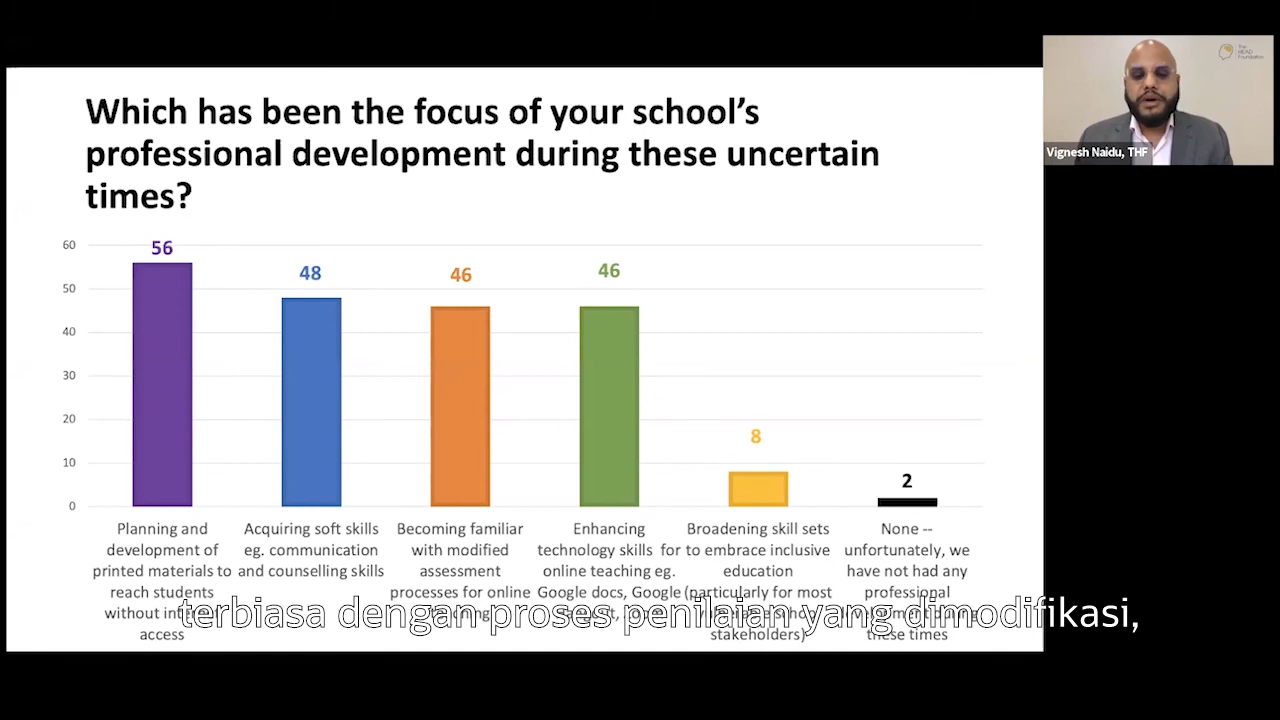 Which has been the focus of your school's
professional development during these uncertain
times?
The
HEAD
Foundation
Vignesh Naidu, THF
60
50
40
30
20
10
0
56
48
46
46
8
2
Planning and
development of
printed materials to
reach students
without
access
Acquiring soft skills
eg. communication
and counselling skills
Becoming familiar
with modified
assessment
processes for online
Enhancing
technology skills for
online teaching eg.
Google docs, Google
Broadening skill sets
to embrace inclusive
education
(particularly for most
stakeholders)
None --
unfortunately, we
have not had any
professional
these times
terbiasa dengan proses penilaian yang dimodifikasi,